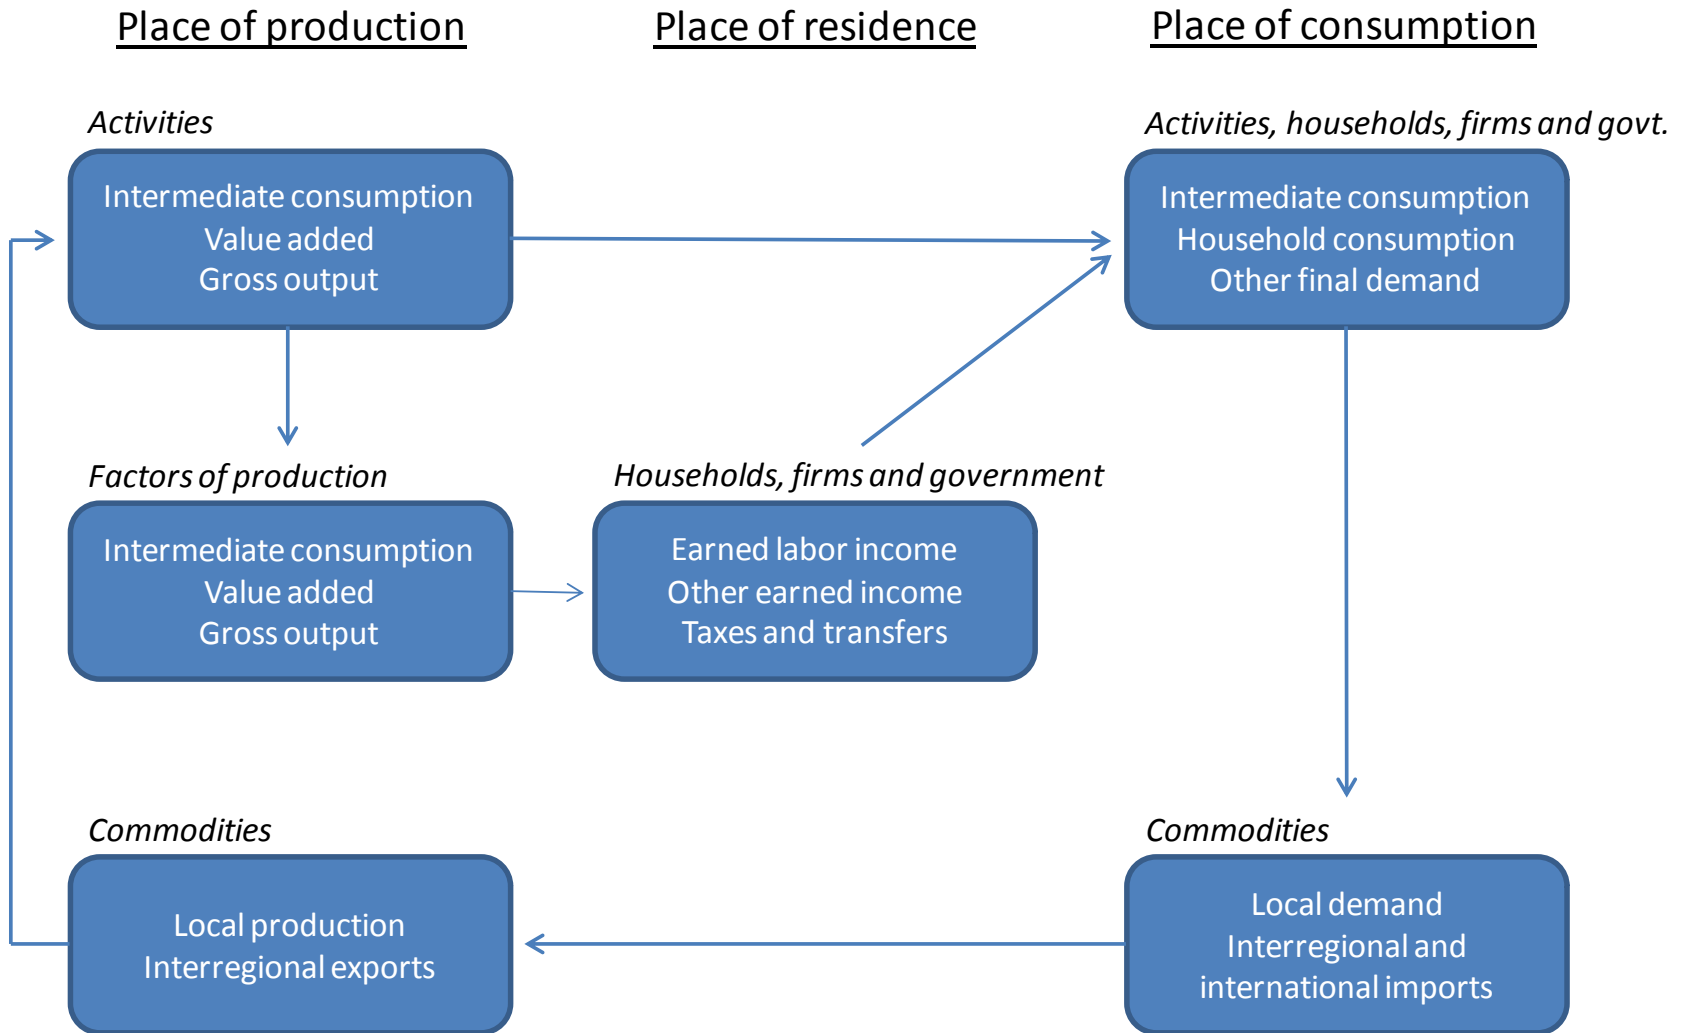 Place of production
Place of residence
Place of consumption
Activities
Activities, households, firms and govt.
Intermediate consumption
Value added
Gross output
Intermediate consumption
Household consumption
Other final demand
Factors of production
Households, firms and government
Intermediate consumption
Value added
Gross output
Earned labor income
Other earned income
Taxes and transfers
Commodities
Commodities
Local production
Interregional exports
Local demand
Interregional and
international imports